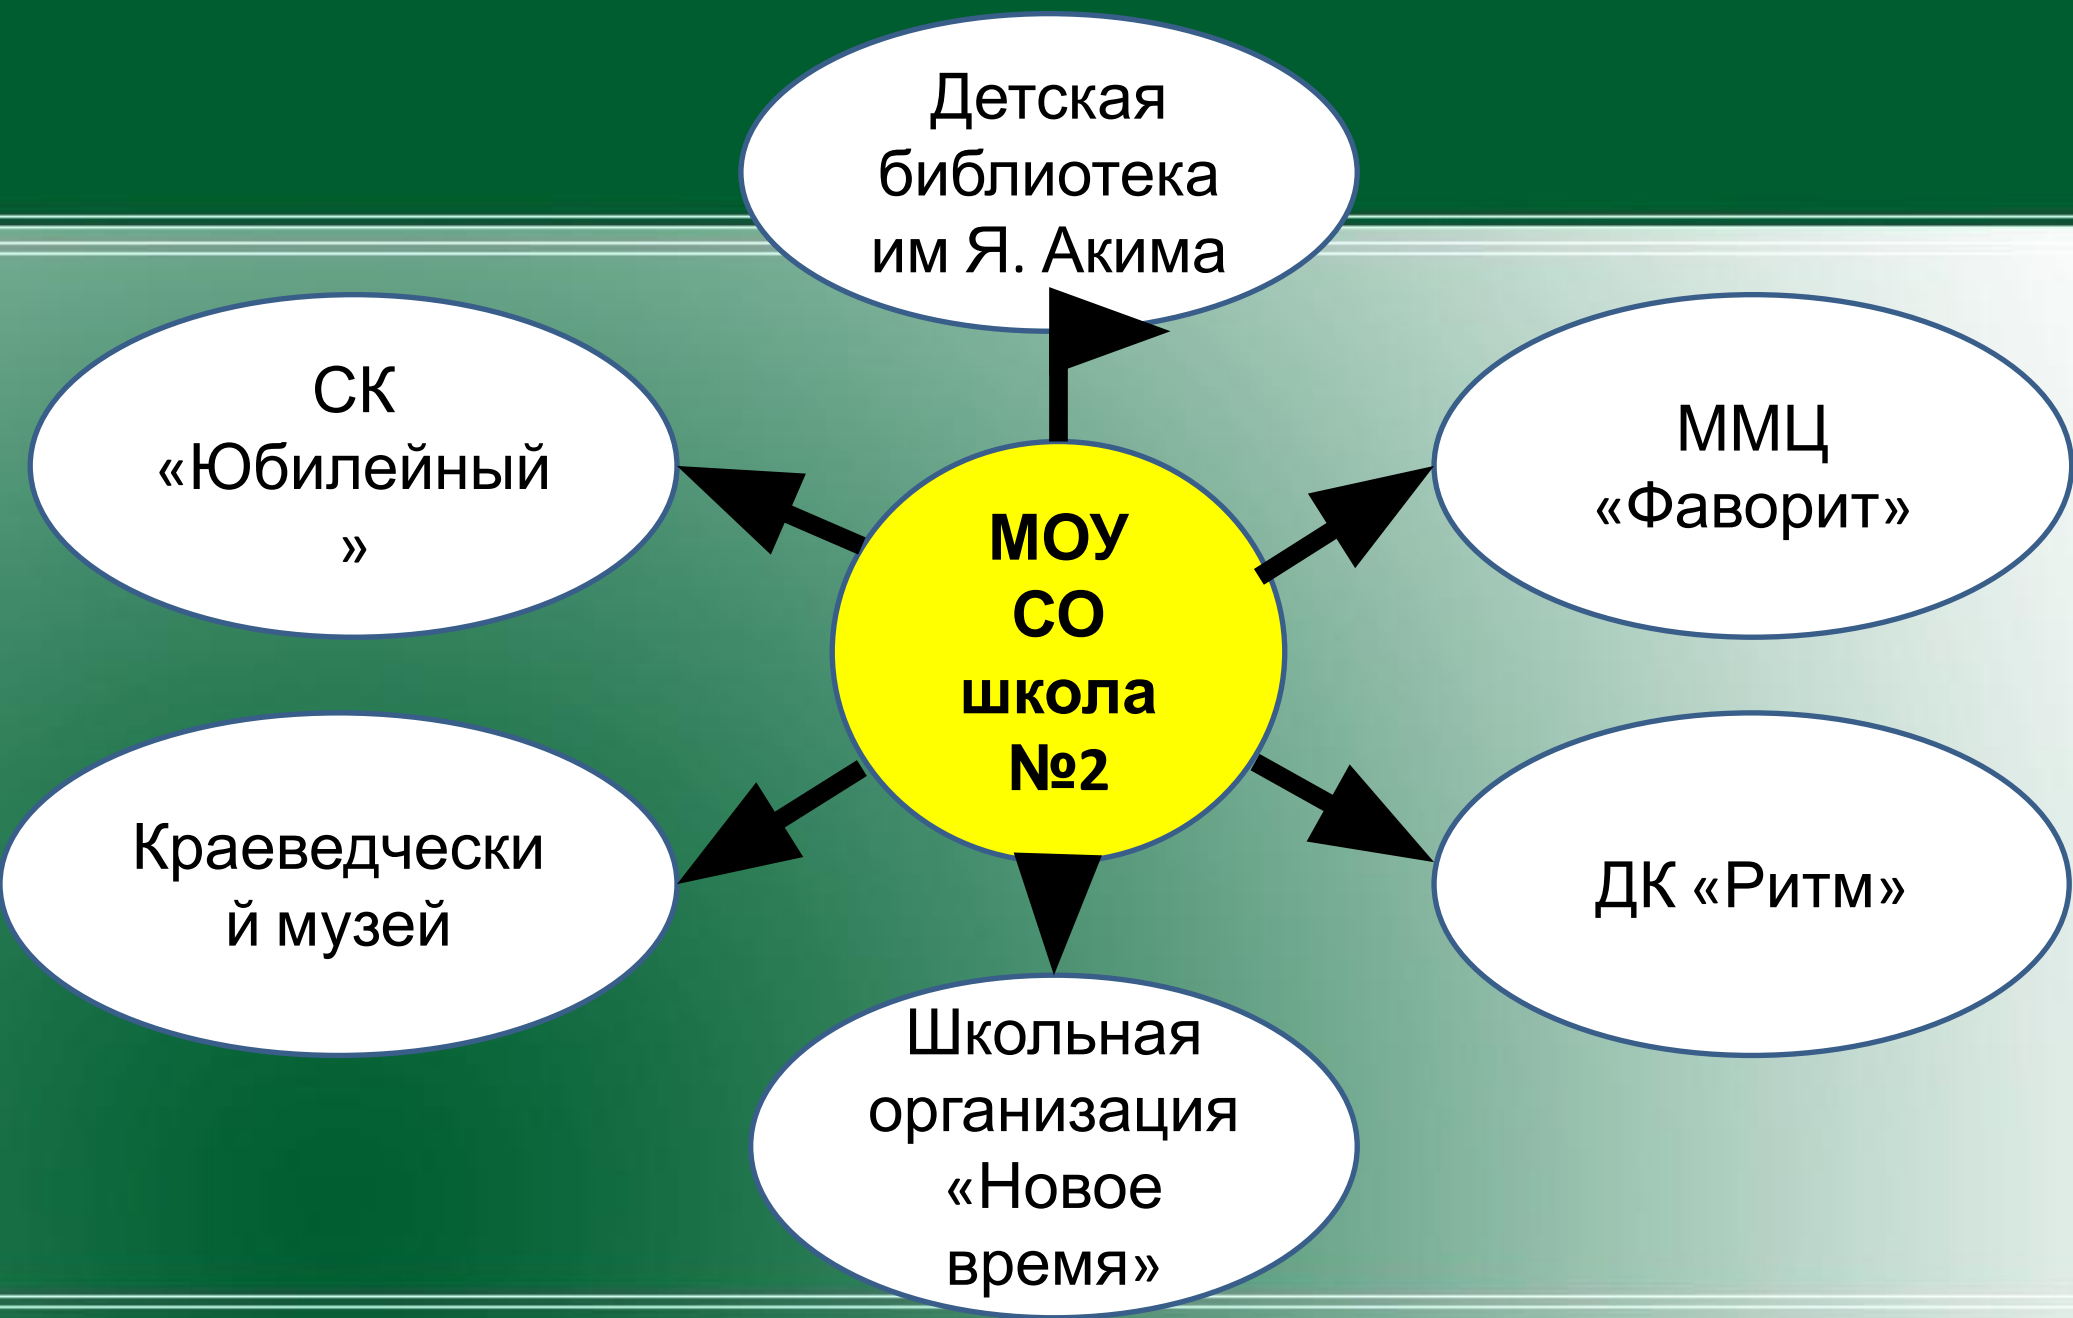 Детская
библиотека
им Я. Акима
СК
«Юбилейный
»
ММЦ
«Фаворит»
МОУ
СО
школа
№2
Краеведчески
й музей
ДК «Ритм»
Школьная
организация
«Новое
время»